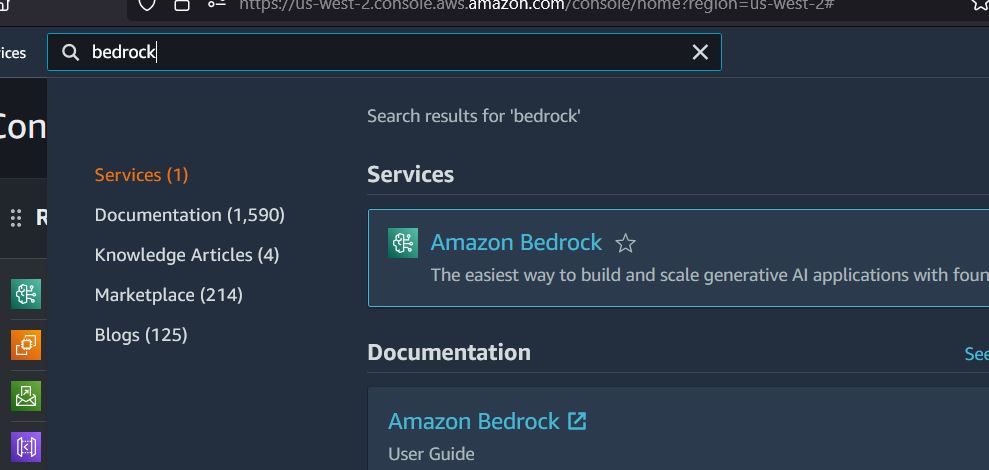 https://us-west-2.console.aws.amazon.com/console/home?region=us-west-2#
ices
bedrock
Search results for 'bedrock'
Con
Services (1)
Documentation (1,590)
Knowledge Articles (4)
Marketplace (214)
Blogs (125)
R
Services
Amazon Bedrock
The easiest way to build and scale generative AI applications with foun
Documentation
See
Amazon Bedrock
User Guide